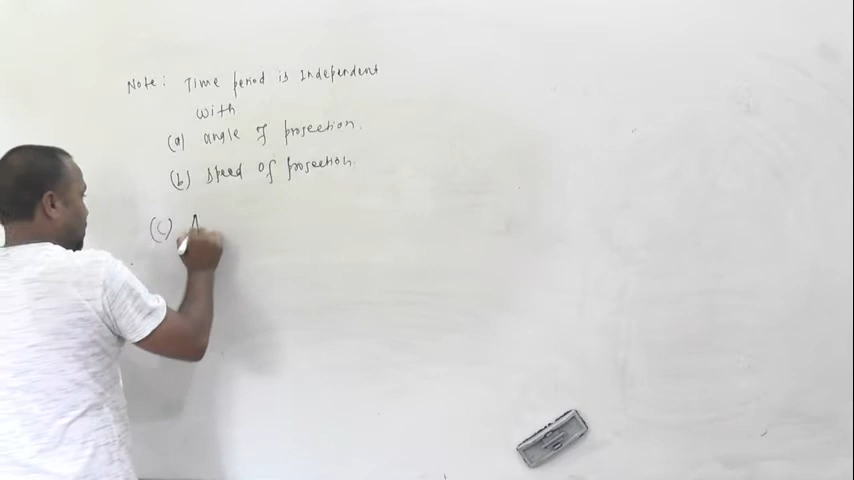 Note: Time period is Independent
with
(a) angle of projection.
(b) speed of projection.
(C) A